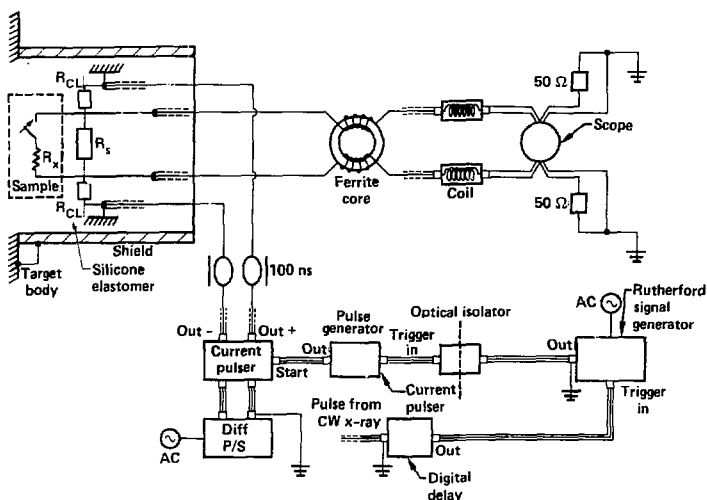 R_CL
R_s
R_x
Sample
R_CL
Shield
Silicone
elastomer
Target
body
Ferrite
core
Coil
50 Ω
Scope
50 Ω
100 ns
Out -
Out +
Current
pulser
Start
Diff
P/S
AC
Pulse
generator
Out
Trigger
in
Current
pulser
Optical isolator
AC
Rutherford
signal
generator
Out
Trigger
in
Pulse from
CW x-ray
Out
Digital
delay